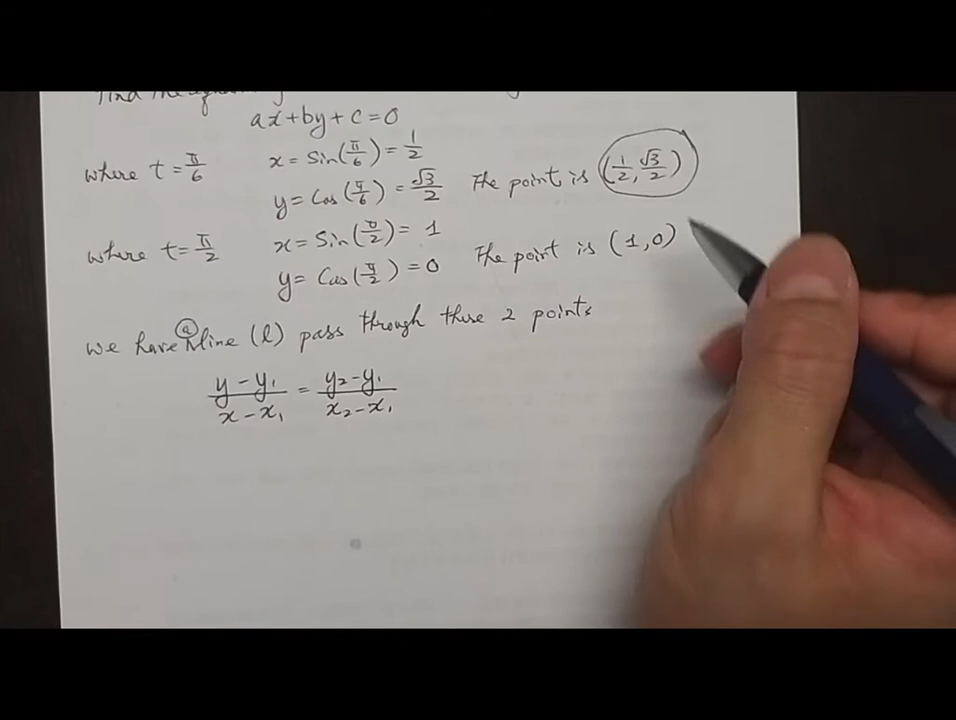 ax+by+c=0
where t=π/6 x=Sin(π/6)=1/2
y=Cos(π/6)=√3/2 The point is (1/2, √3/2)
where t=π/2 x=Sin(π/2)=1
y=Cos(π/2)=0 The point is (1,0)
we have a line (l) pass through these 2 points
(y-y₁)/(x-x₁) = (y₂-y₁)/(x₂-x₁)